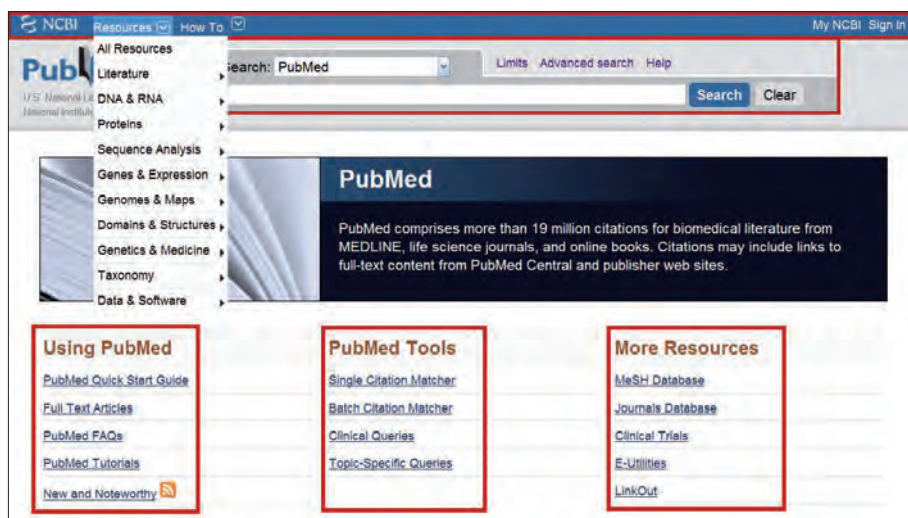 NCBI Resources How To My NCBI Sign In
All Resources
Literature
DNA & RNA
Proteins
Sequence Analysis
Genes & Expression
Genomes & Maps
Domains & Structures
Genetics & Medicine
Taxonomy
Data & Software
Search: PubMed
Limits Advanced search Help
Search Clear
PubMed
PubMed comprises more than 19 million citations for biomedical literature from
MEDLINE, life science journals, and online books. Citations may include links to
full-text content from PubMed Central and publisher web sites.
Using PubMed
PubMed Quick Start Guide
Full Text Articles
PubMed FAQs
PubMed Tutorials
New and Noteworthy
PubMed Tools
Single Citation Matcher
Batch Citation Matcher
Clinical Queries
Topic-Specific Queries
More Resources
MeSH Database
Journals Database
Clinical Trials
E-Utilities
LinkOut